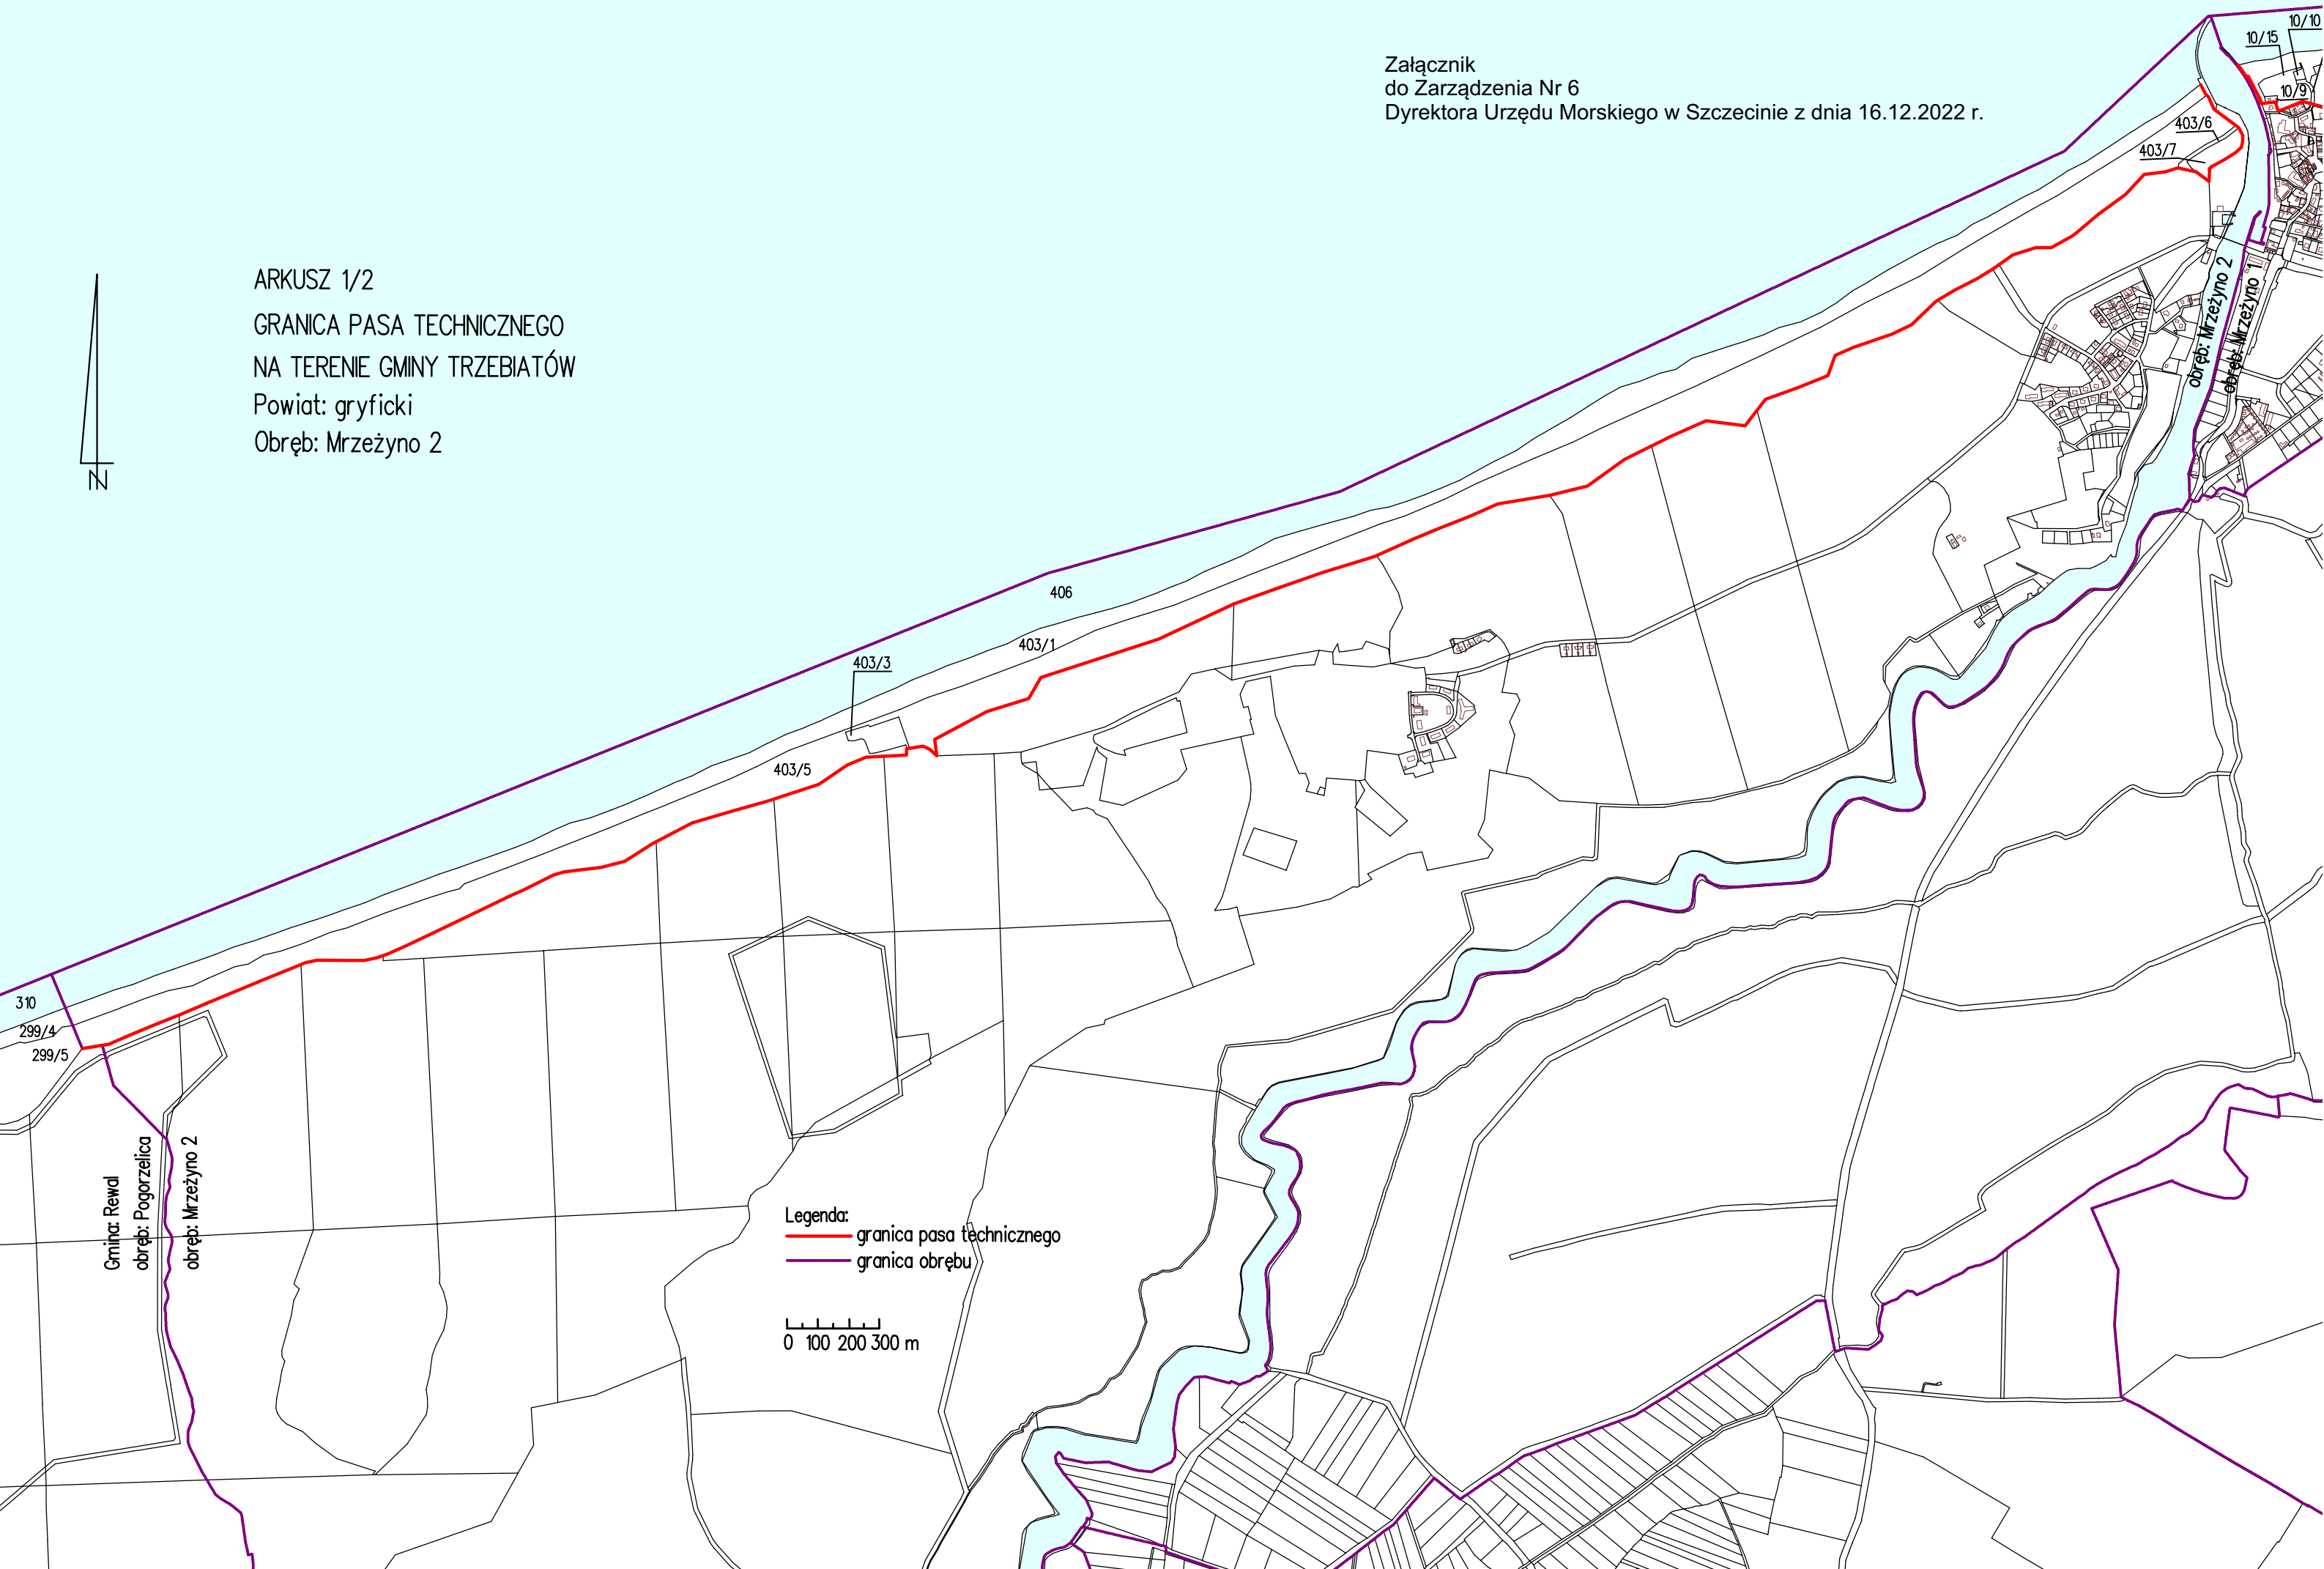 Załącznik
do Zarządzenia Nr 6
Dyrektora Urzędu Morskiego w Szczecinie z dnia 16.12.2022 r.
10/10
10/15
10/9
403/6
403/7
ARKUSZ 1/2
GRANICA PASA TECHNICZNEGO
NA TERENIE GMINY TRZEBIATÓW
Powiat: gryficki
Obręb: Mrzeżyno 2
N
obręb: Mrzeżyno 2
obręb: Mrzeżyno 1
406
403/1
403/3
403/5
310
299/4
299/5
Gmina: Rewal
obręb: Pogorzelica
obręb: Mrzeżyno 2
Legenda:
granica pasa technicznego
granica obrębu
0 100 200 300 m